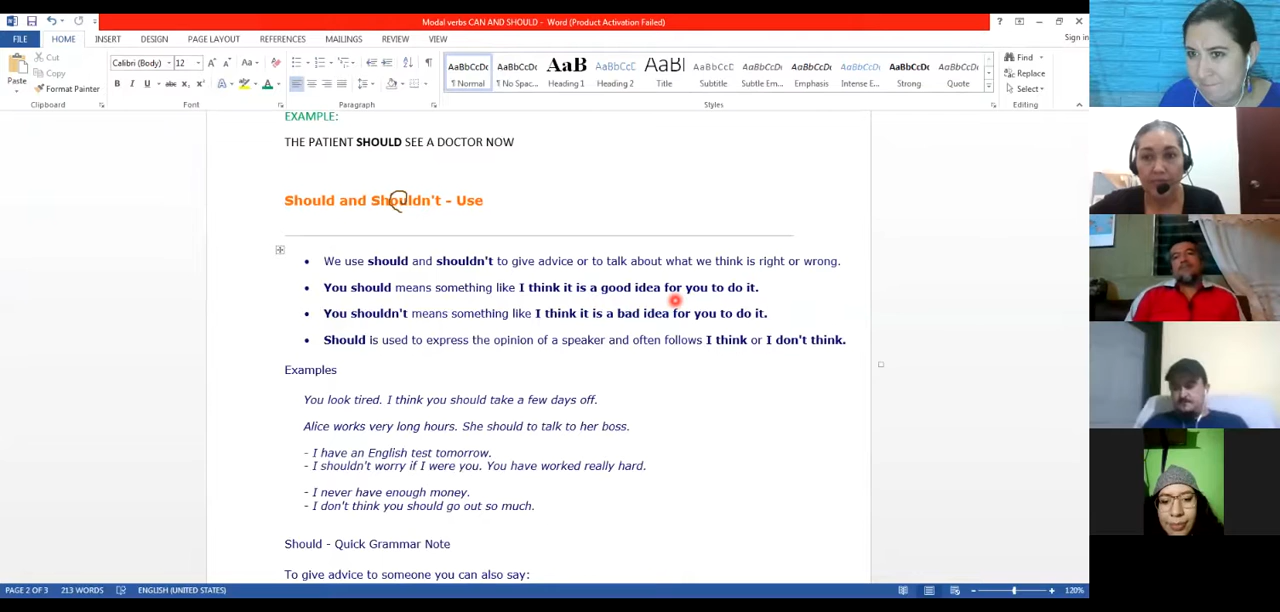 Modal verbs CAN AND SHOULD - Word (Product Activation Failed)
FILE HOME INSERT DESIGN PAGE LAYOUT REFERENCES MAILINGS REVIEW VIEW Sign in
Paste
Cut
Copy
Format Painter
Clipboard
Calibri (Body) 12
Font
Paragraph
AaBbCcDc AaBbCcDc AaB AaBbCc AaBl AaBbCcD AaBbCcDc AaBbCcDc AaBbCcDc AaBbCcDc AaBbCcDc
¶ Normal ¶ No Spac... Heading 1 Heading 2 Title Subtitle Subtle Em... Emphasis Intense E... Strong Quote
Styles
Find
Replace
Select
Editing
EXAMPLE:
THE PATIENT SHOULD SEE A DOCTOR NOW
Should and Shouldn't - Use
• We use should and shouldn't to give advice or to talk about what we think is right or wrong.
• You should means something like I think it is a good idea for you to do it.
• You shouldn't means something like I think it is a bad idea for you to do it.
• Should is used to express the opinion of a speaker and often follows I think or I don't think.
Examples
You look tired. I think you should take a few days off.
Alice works very long hours. She should to talk to her boss.
- I have an English test tomorrow.
- I shouldn't worry if I were you. You have worked really hard.
- I never have enough money.
- I don't think you should go out so much.
Should - Quick Grammar Note
To give advice to someone you can also say:
PAGE 2 OF 3 213 WORDS ENGLISH (UNITED STATES) 120%